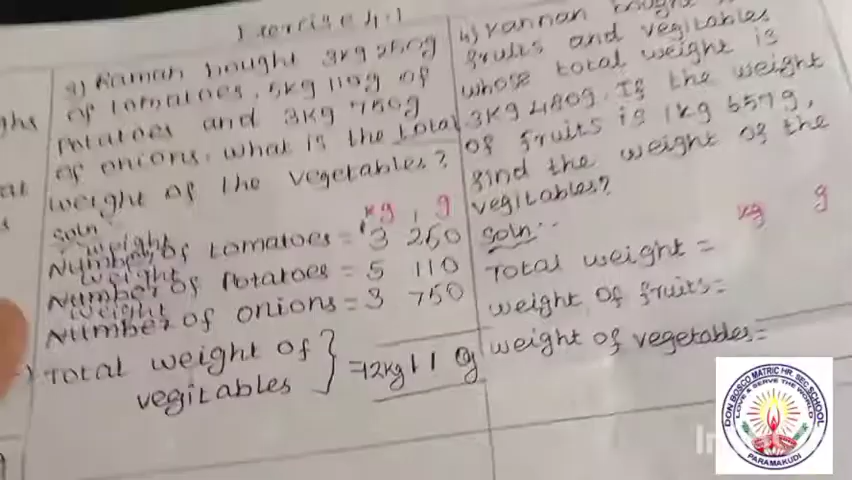 Exercise 4.1
3) Raman bought 3kg 250g
of tomatoes, 5kg 110g of
potatoes and 3kg 750g
of onions. What is the total
weight of the vegetables?
Soln
kg g
weight
Number of tomatoes = 3 250
weight
Number of Potatoes = 5 110
weight
Number of onions = 3 750
Total weight of
vegitables } = 12kg 11 g
4) Kannan bought
fruits and vegitables
whose total weight is
3kg 480g. If the weight
of fruits is 1kg 657g,
find the weight of the
vegitables?
Soln:-
kg g
Total weight =
weight of fruits =
weight of vegetables =
DON BOSCO MATRIC HR. SEC SCHOOL
LOVE & SERVE THE WORLD
PARAMAKUDI